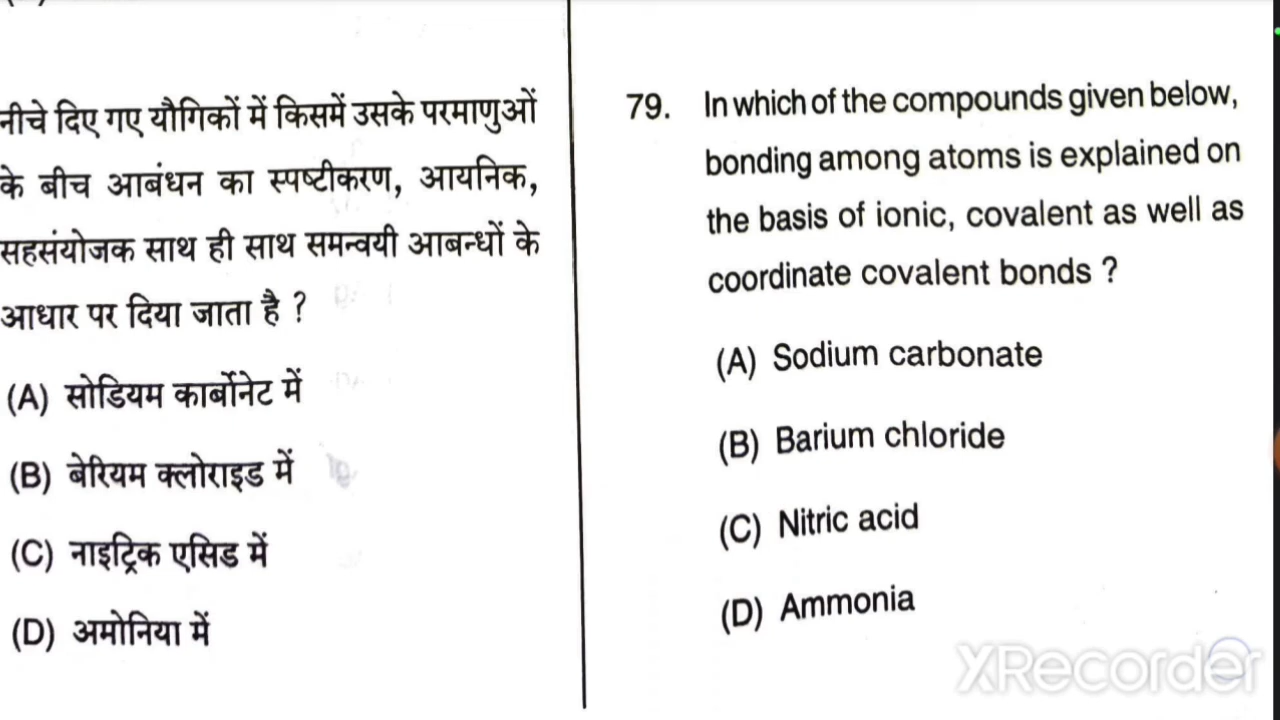 नीचे दिए गए यौगिकों में किसमें उसके परमाणुओं
के बीच आबंधन का स्पष्टीकरण, आयनिक,
सहसंयोजक साथ ही साथ समन्वयी आबन्धों के
आधार पर दिया जाता है ?
(A) सोडियम कार्बोनेट में
(B) बेरियम क्लोराइड में
(C) नाइट्रिक एसिड में
(D) अमोनिया में
79. In which of the compounds given below,
bonding among atoms is explained on
the basis of ionic, covalent as well as
coordinate covalent bonds ?
(A) Sodium carbonate
(B) Barium chloride
(C) Nitric acid
(D) Ammonia
XRecorder